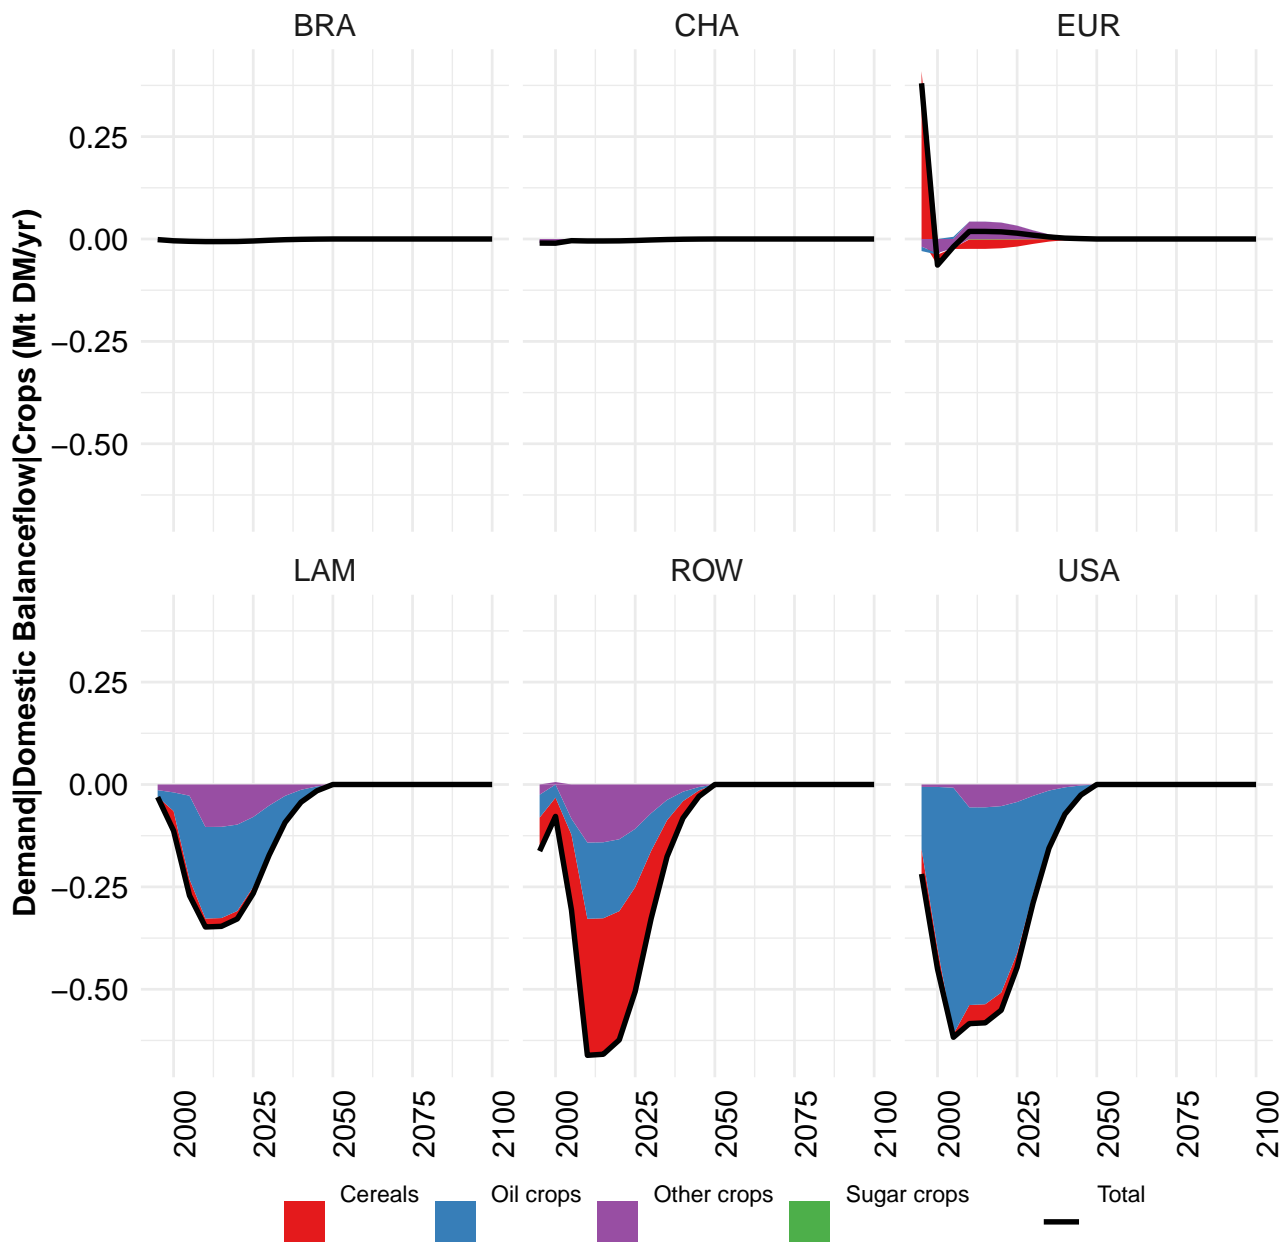 BRA CHA EUR
Demand|Domestic Balanceflow|Crops (Mt DM/yr)
0.25
0.00
−0.25
−0.50
LAM ROW USA
0.25
0.00
−0.25
−0.50
2000 2025 2050 2075 2100 2000 2025 2050 2075 2100 2000 2025 2050 2075 2100
Cereals Oil crops Other crops Sugar crops Total